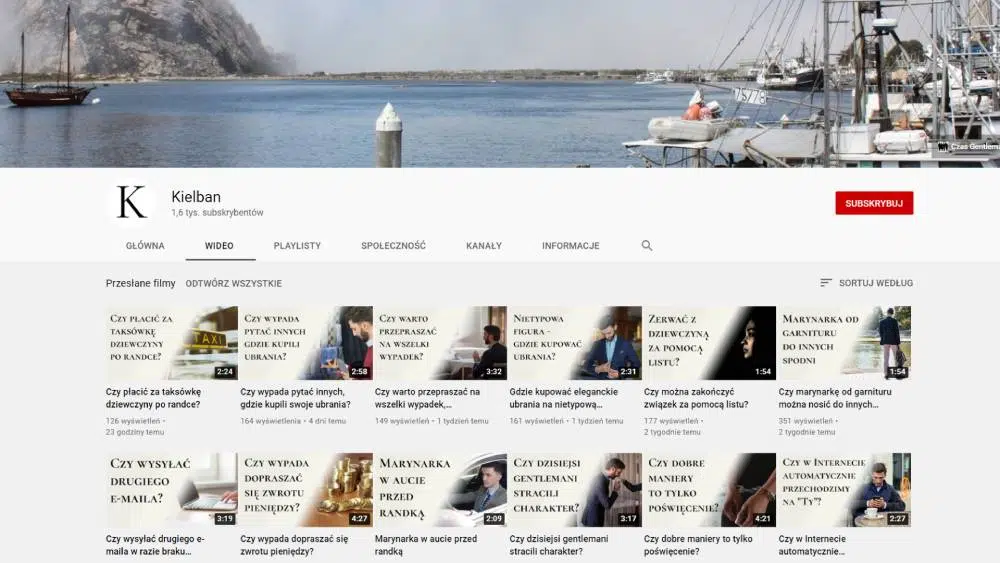 75778
Czas Gentlema
K
Kielban
1,6 tys. subskrybentów
SUBSKRYBUJ
GŁÓWNA WIDEO PLAYLISTY SPOŁECZNOŚĆ KANAŁY INFORMACJE
Przesłane filmy ODTWÓRZ WSZYSTKIE SORTUJ WEDŁUG
Czy płacić za
taksówkę
dziewczyny
po randce?
TAXI
2:24
Czy wypada
pytać innych
gdzie kupili
ubrania?
2:58
Czy warto
przepraszać
na wszelki
wypadek?
3:32
Nietypowa
figura -
gdzie kupować
ubrania?
2:31
Zerwać z
dziewczyną
za pomocą
listu?
1:54
Marynarka od
garnituru
do innych
spodni
1:54
Czy płacić za taksówkę
dziewczyny po randce?
126 wyświetleń •
23 godziny temu
Czy wypada pytać innych,
gdzie kupili swoje ubrania?
164 wyświetlenia • 4 dni temu
Czy warto przepraszać na
wszelki wypadek,...
149 wyświetleń • 1 tydzień temu
Gdzie kupować eleganckie
ubrania na nietypową...
161 wyświetleń • 1 tydzień temu
Czy można zakończyć
związek za pomocą listu?
177 wyświetleń •
2 tygodnie temu
Czy marynarkę od garnituru
można nosić do innych...
351 wyświetleń •
2 tygodnie temu
Czy wysyłać
drugiego
e-maila?
3:19
Czy wypada
dopraszać
się zwrotu
pieniędzy?
4:27
Marynarka
w aucie
przed
randką
2:09
Czy dzisiejsi
gentlemani
stracili
charakter?
3:17
Czy dobre
maniery
to tylko
poświęcenie?
4:21
Czy w Internecie
automatycznie
przechodzimy
na "Ty"?
2:27
Czy wysyłać drugiego e-
maila w razie braku...
Czy wypada dopraszać się
zwrotu pieniędzy?
Marynarka w aucie przed
randką
Czy dzisiejsi gentlemani
stracili charakter?
Czy dobre maniery to tylko
poświęcenie?
Czy w Internecie
automatycznie...